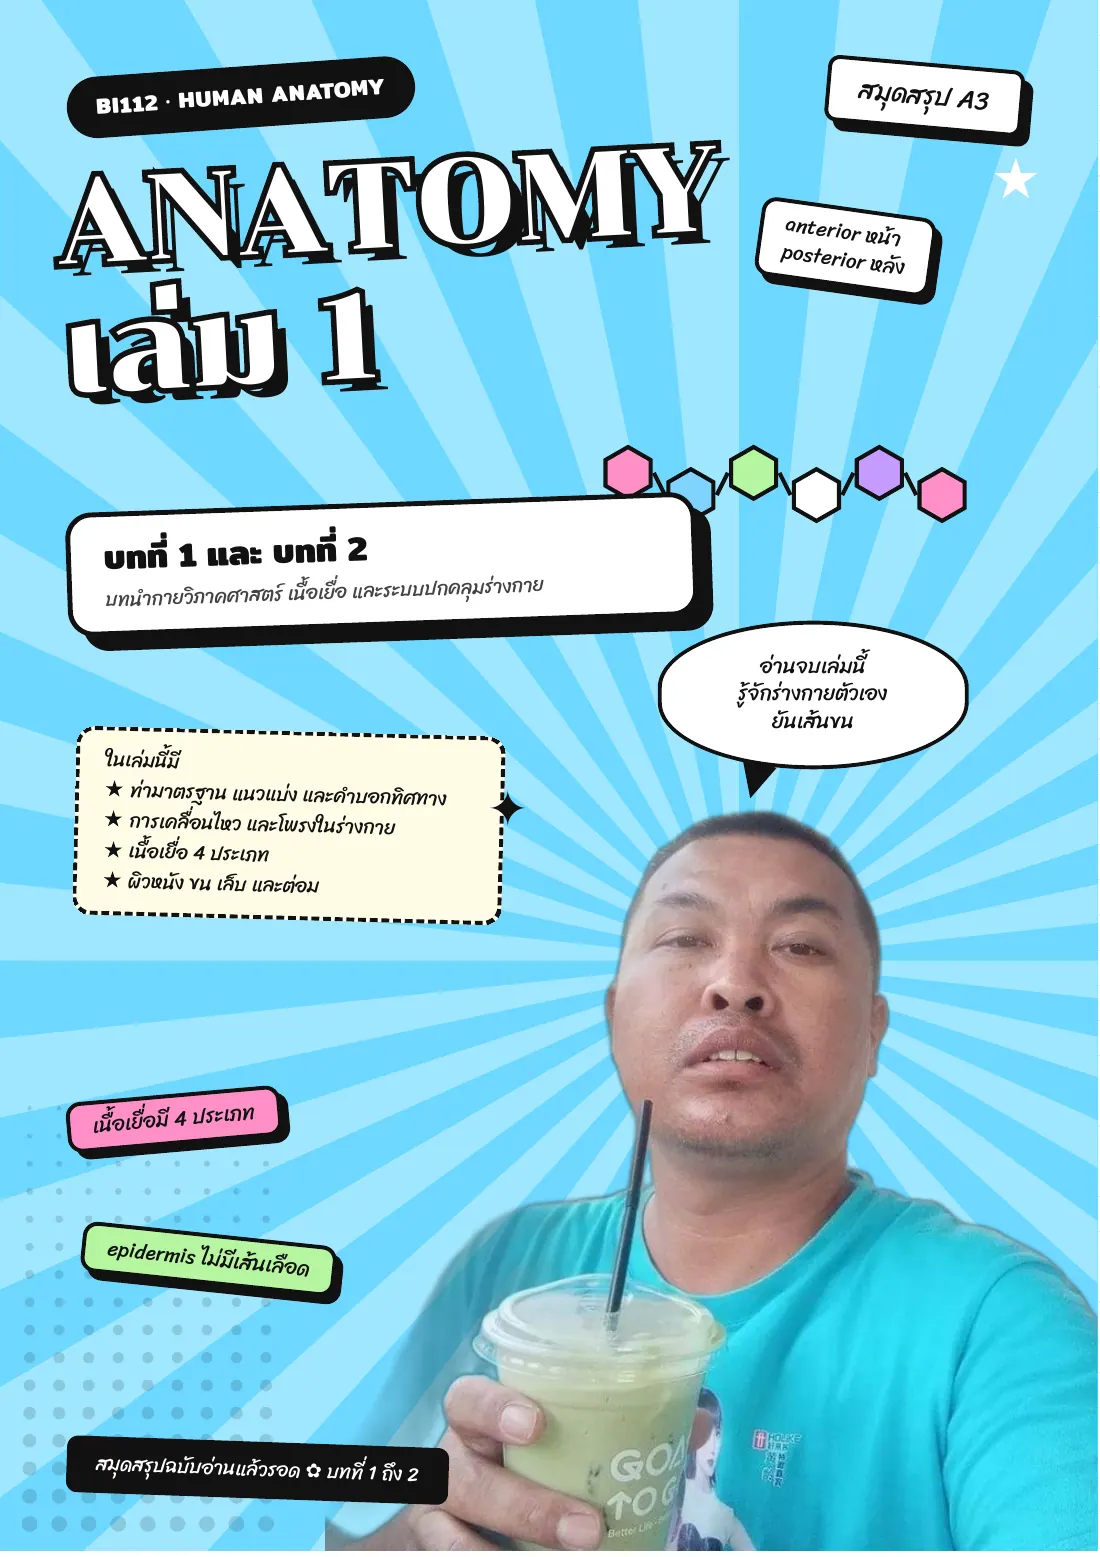 BI112 · HUMAN ANATOMY
สมุดสรุป A3
ANATOMY
เล่ม 1
anterior หน้า
posterior หลัง
บทที่ 1 และ บทที่ 2
บทนำกายวิภาคศาสตร์ เนื้อเยื่อ และระบบปกคลุมร่างกาย
อ่านจบเล่มนี้
รู้จักร่างกายตัวเอง
ยันเส้นขน
ในเล่มนี้มี
★ ท่ามาตรฐาน แนวแบ่ง และคำบอกทิศทาง
★ การเคลื่อนไหว และโพรงในร่างกาย
★ เนื้อเยื่อ 4 ประเภท
★ ผิวหนัง ขน เล็บ และต่อม
เนื้อเยื่อมี 4 ประเภท
epidermis ไม่มีเส้นเลือด
สมุดสรุปฉบับอ่านแล้วรอด ✿ บทที่ 1 ถึง 2
TO G
Better Life